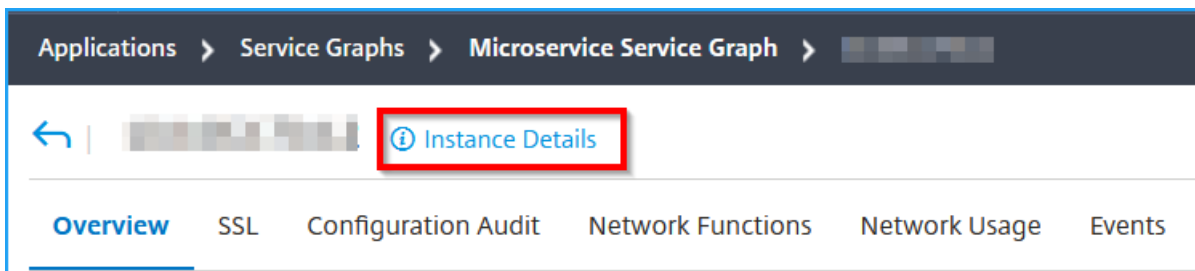 Applications > Service Graphs > Microservice Service Graph >
Instance Details
Overview SSL Configuration Audit Network Functions Network Usage Events